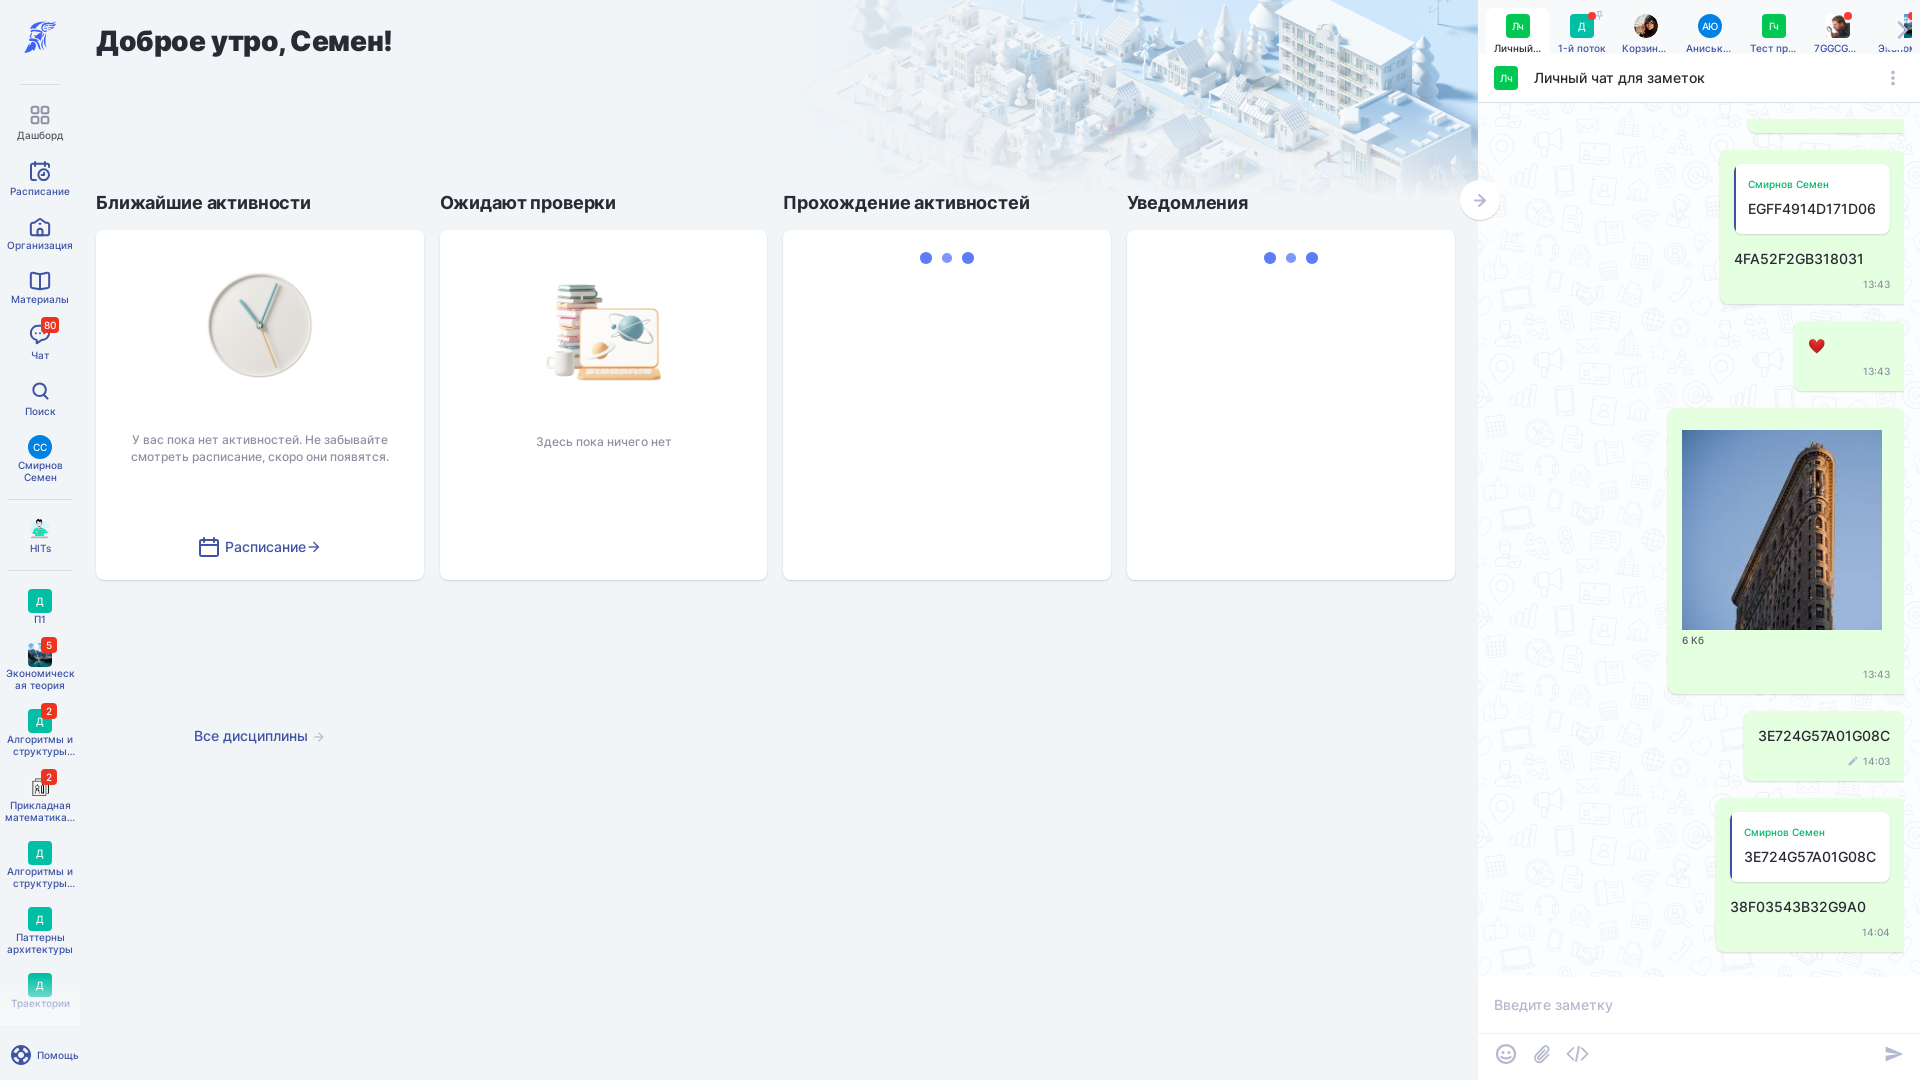 Доброе утро, Семен!
Дашборд
Расписание
Организация
Материалы
80
Чат
Поиск
СС
Смирнов
Семен
HITs
Д
П1
5
Экономическ
ая теория
Д
2
Алгоритмы и
структуры...
2
Прикладная
математика...
Д
Алгоритмы и
структуры...
Д
Паттерны
архитектуры
Д
Траектории
Помощь
Ближайшие активности
У вас пока нет активностей. Не забывайте
смотреть расписание, скоро они появятся.
Расписание
Ожидают проверки
Здесь пока ничего нет
Прохождение активностей
Уведомления
Все дисциплины
Лч
Личный...
Д
1-й поток
Корзин...
АЮ
Аниськ...
Гч
Тест пр...
7GGCG...
Лч
Личный чат для заметок
Смирнов Семен
EGFF4914D171D06
4FA52F2GB318031
13:43
13:43
6 Кб
13:43
3E724G57A01G08C
14:03
Смирнов Семен
3E724G57A01G08C
38F03543B32G9A0
14:04
Введите заметку